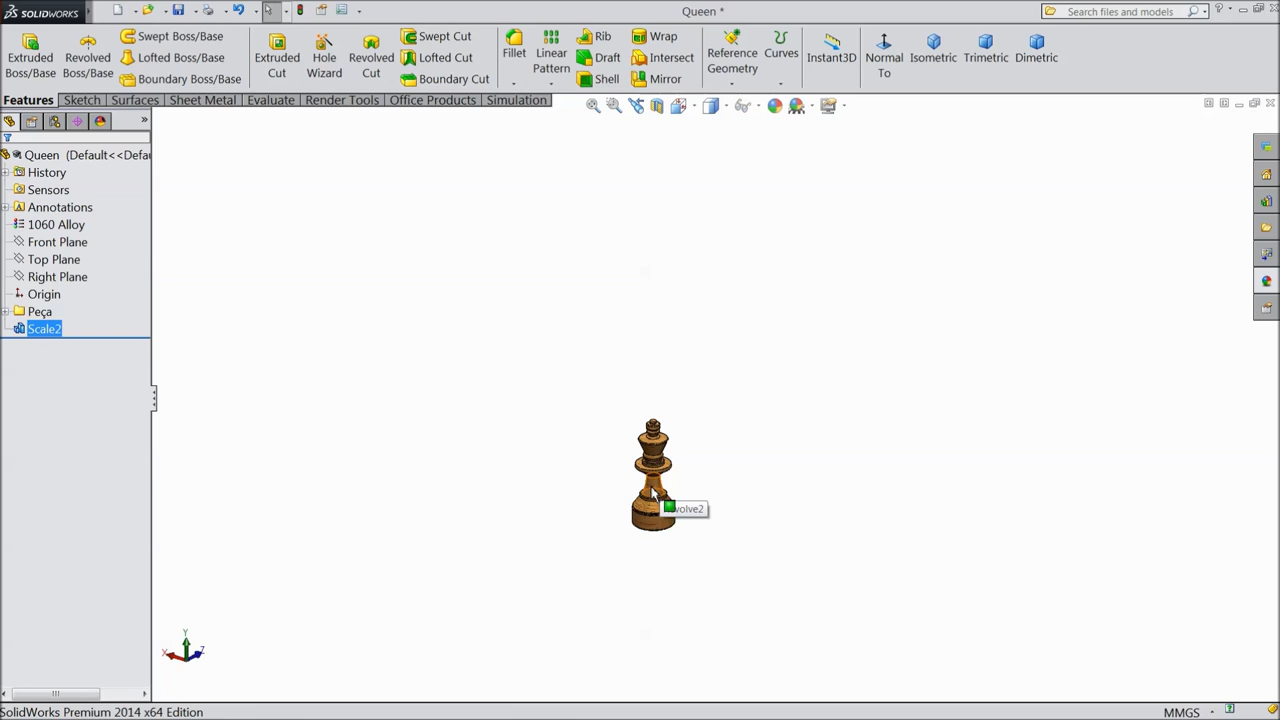 SOLIDWORKS
Queen *
Search files and models
Extruded Boss/Base
Revolved Boss/Base
Swept Boss/Base
Lofted Boss/Base
Boundary Boss/Base
Extruded Cut
Hole Wizard
Revolved Cut
Swept Cut
Lofted Cut
Boundary Cut
Fillet
Linear Pattern
Rib
Draft
Shell
Wrap
Intersect
Mirror
Reference Geometry
Curves
Instant3D
Normal To
Isometric
Trimetric
Dimetric
Features
Sketch
Surfaces
Sheet Metal
Evaluate
Render Tools
Office Products
Simulation
Queen (Default<<Defau
History
Sensors
Annotations
1060 Alloy
Front Plane
Top Plane
Right Plane
Origin
Peça
Scale2
volve2
Y
X
Z
SolidWorks Premium 2014 x64 Edition
MMGS